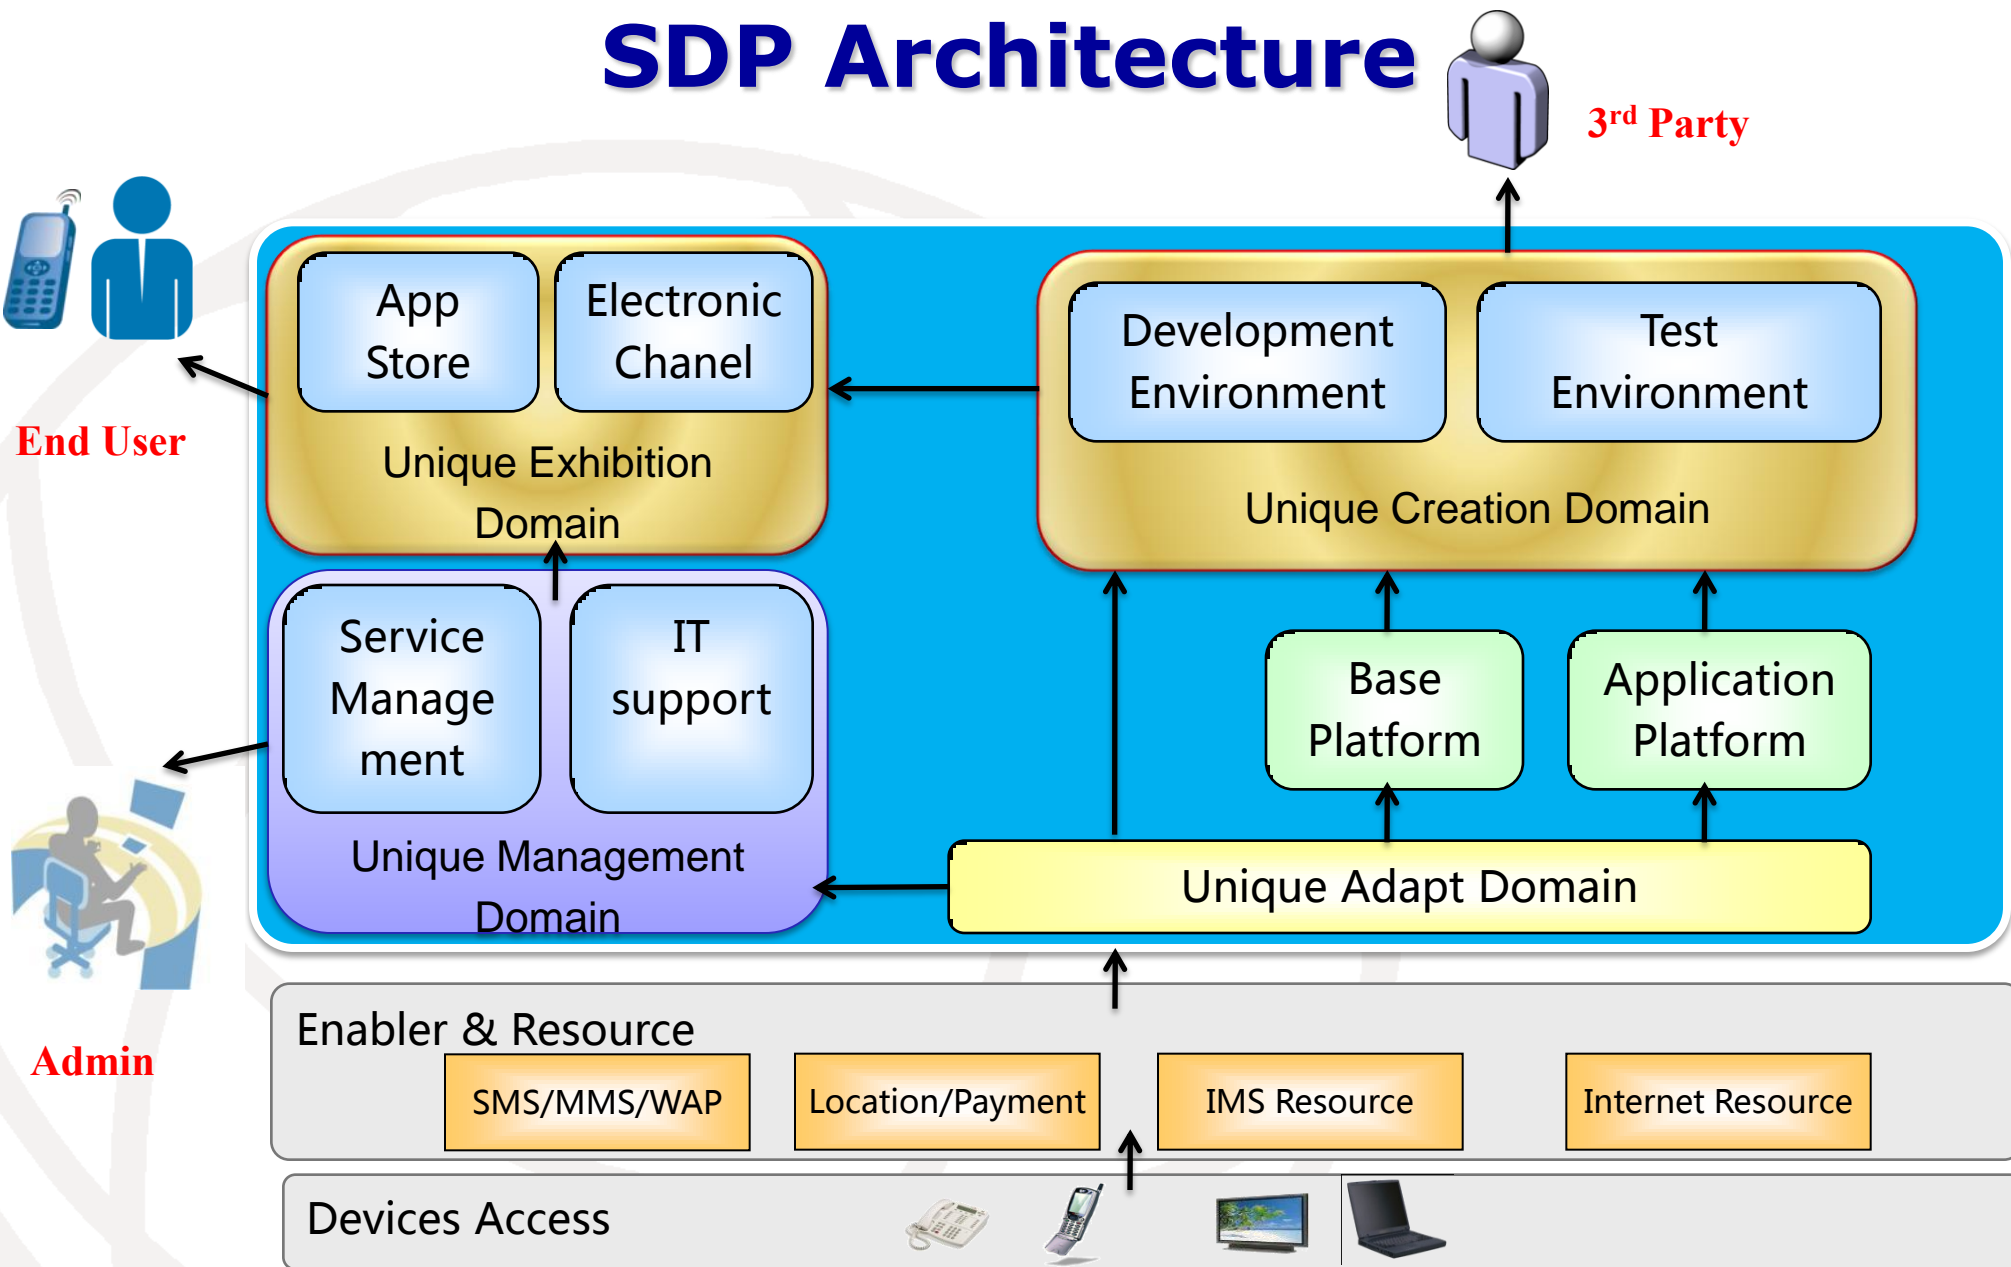 SDP Architecture
3rd Party
End User
App
Store
Electronic
Chanel
Unique Exhibition
Domain
Development
Environment
Test
Environment
Unique Creation Domain
Service
Manage
ment
IT
support
Unique Management
Domain
Base
Platform
Application
Platform
Unique Adapt Domain
Admin
Enabler & Resource
SMS/MMS/WAP
Location/Payment
IMS Resource
Internet Resource
Devices Access